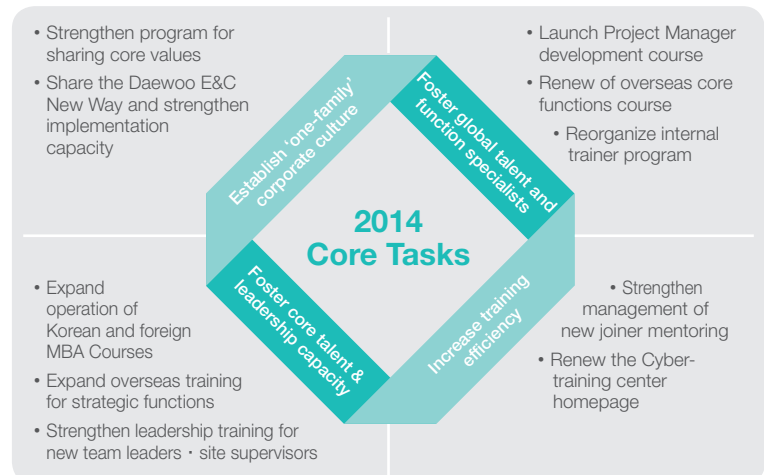 • Strengthen program for
sharing core values
• Share the Daewoo E&C
New Way and strengthen
implementation
capacity
Establish ‘one-family’
corporate culture
Foster global talent and
function specialists
• Launch Project Manager
development course
• Renew of overseas core
functions course
• Reorganize internal
trainer program
2014
Core Tasks
• Expand
operation of
Korean and foreign
MBA Courses
• Expand overseas training
for strategic functions
• Strengthen leadership training for
new team leaders · site supervisors
Foster core talent &
leadership capacity
Increase training
efficiency
• Strengthen
management of
new joiner mentoring
• Renew the Cyber-
training center
homepage